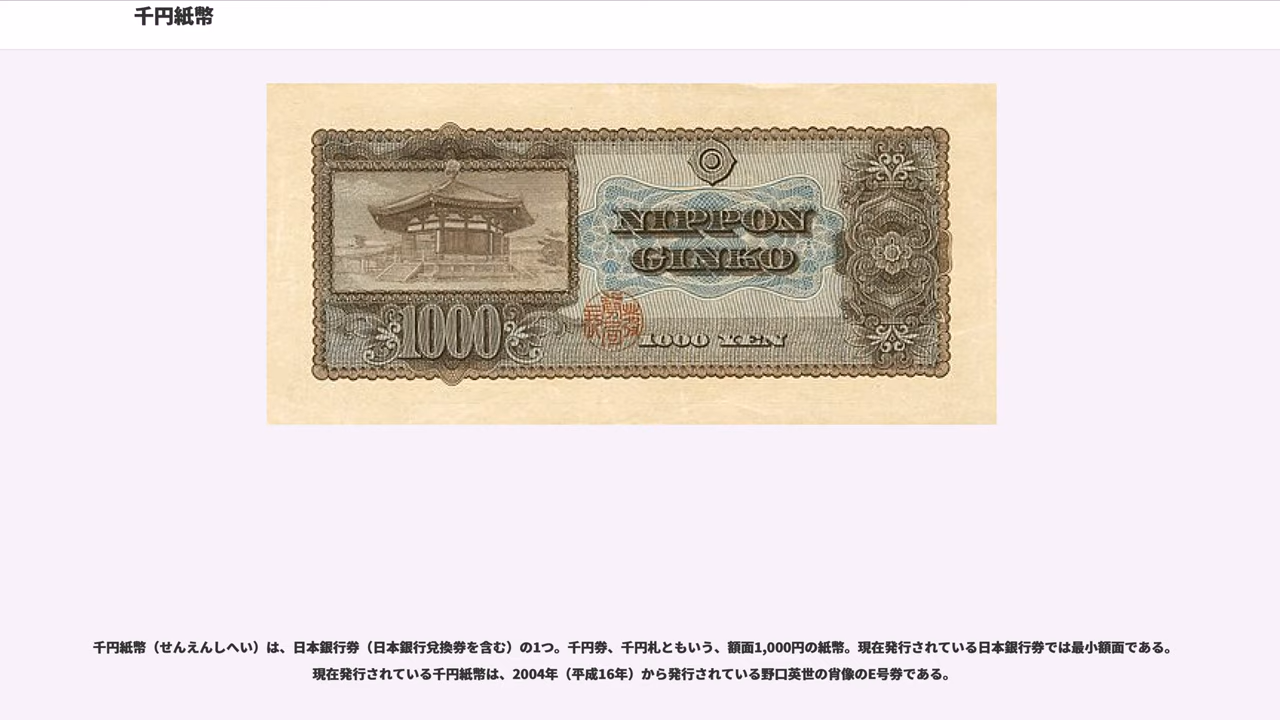 千円紙幣
NIPPON
GINKO
1000
1000 YEN
千円紙幣（せんえんしへい）は、日本銀行券（日本銀行兌換券を含む）の1つ。千円券、千円札ともいう、額面1,000円の紙幣。現在発行されている日本銀行券では最小額面である。
現在発行されている千円紙幣は、2004年（平成16年）から発行されている野口英世の肖像のE号券である。